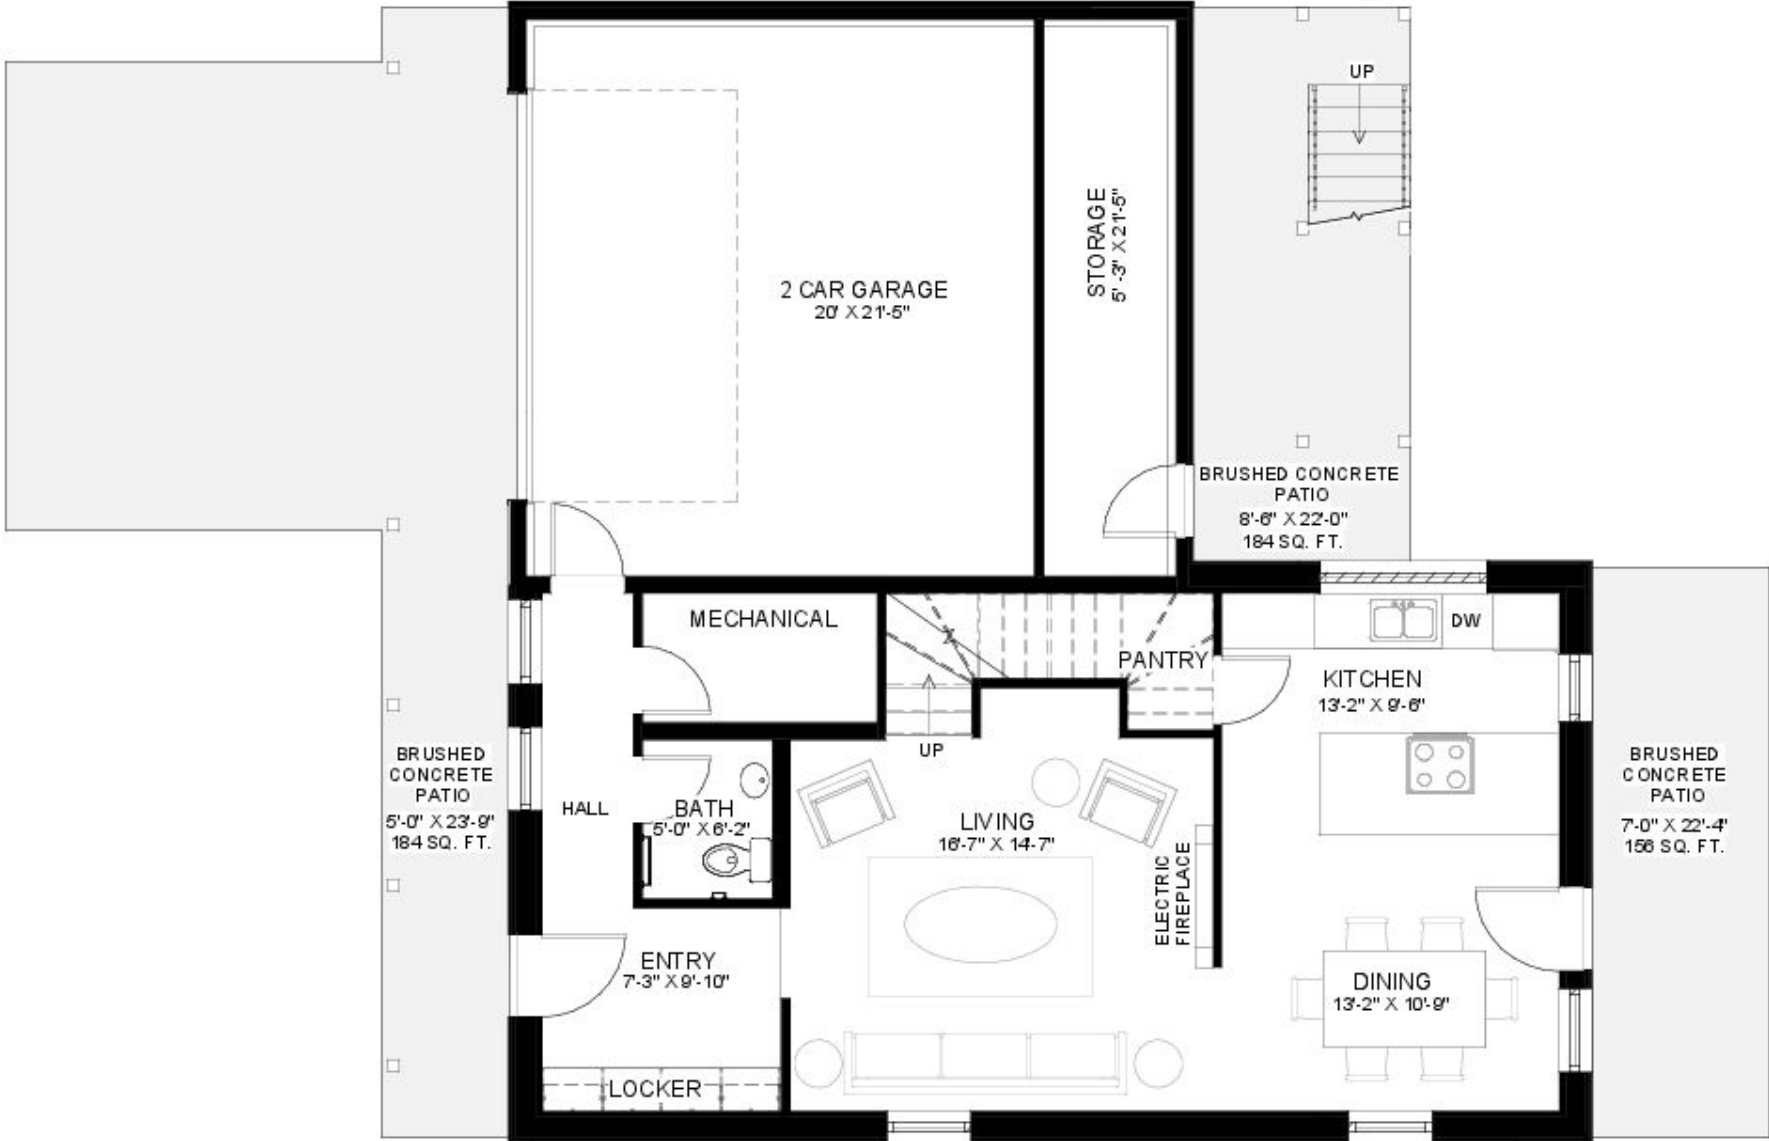 UP
STORAGE
5'-3" X 21'-5"
2 CAR GARAGE
20' X 21'-5"
BRUSHED CONCRETE
PATIO
8'-6" X 22'-0"
184 SQ. FT.
MECHANICAL
DW
PANTRY
KITCHEN
13'-2" X 9'-6"
UP
BRUSHED
CONCRETE
PATIO
5'-0" X 23'-9"
184 SQ. FT.
HALL
BATH
5'-0" X 6'-2"
LIVING
16'-7" X 14'-7"
ELECTRIC
FIREPLACE
BRUSHED
CONCRETE
PATIO
7'-0" X 22'-4"
156 SQ. FT.
ENTRY
7'-3" X 9'-10"
DINING
13'-2" X 10'-9"
LOCKER